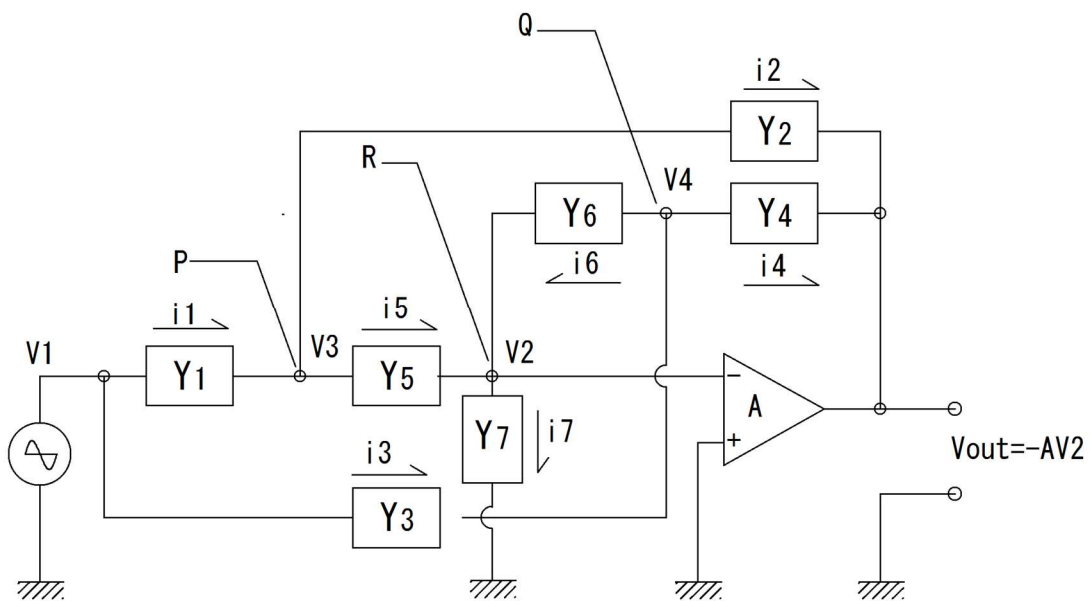 Q
i2
Y2
R
V4
Y6
Y4
i6
i4
P
i1
i5
V1
V3
V2
Y1
Y5
−
A
+
Y7
i7
i3
Vout=-AV2
Y3